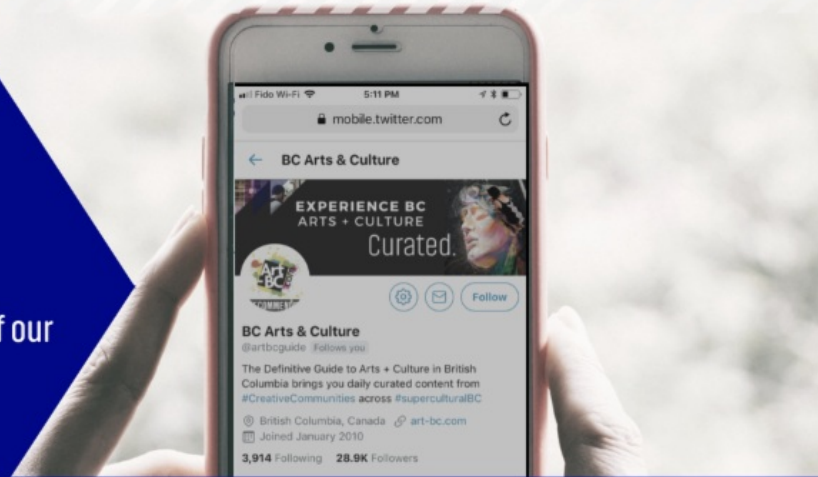 Fido Wi-Fi 5:11 PM
mobile.twitter.com
BC Arts & Culture
EXPERIENCE BC
ARTS + CULTURE
Curated.
Art
BC
Follow
BC Arts & Culture
@artbcguide Follows you
The Definitive Guide to Arts + Culture in British
Columbia brings you daily curated content from
#CreativeCommunities across #superculturalBC
British Columbia, Canada art-bc.com
Joined January 2010
3,914 Following 28.9K Followers
our